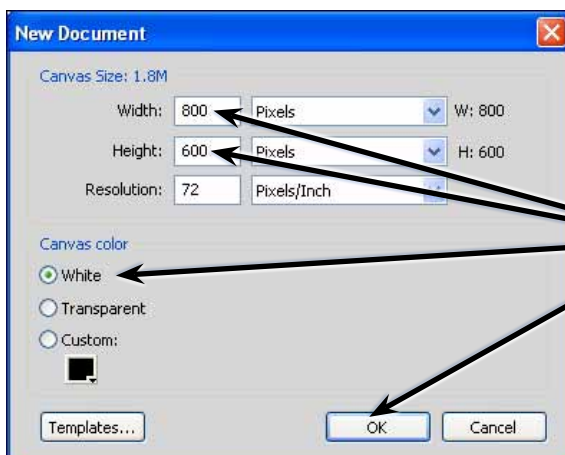 New Document
Canvas Size: 1.8M
Width: 800 Pixels W: 800
Height: 600 Pixels H: 600
Resolution: 72 Pixels/Inch
Canvas color
White
Transparent
Custom:
Templates... OK Cancel